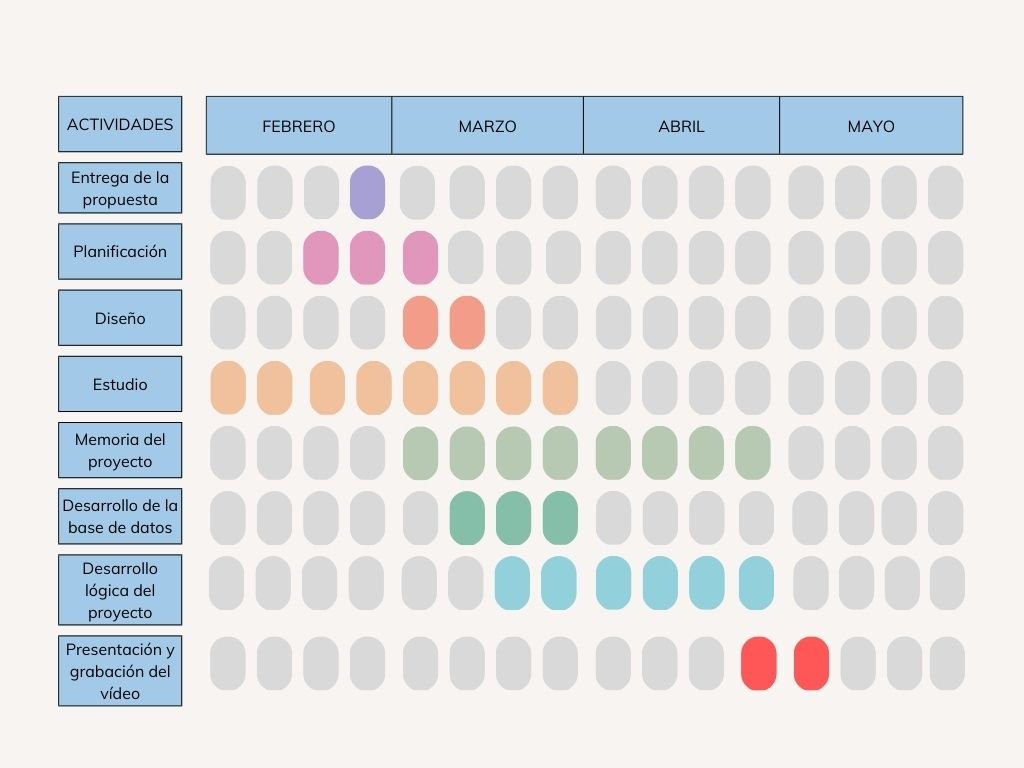 ACTIVIDADES
FEBRERO
MARZO
ABRIL
MAYO
Entrega de la
propuesta
Planificación
Diseño
Estudio
Memoria del
proyecto
Desarrollo de la
base de datos
Desarrollo
lógica del
proyecto
Presentación y
grabación del
vídeo